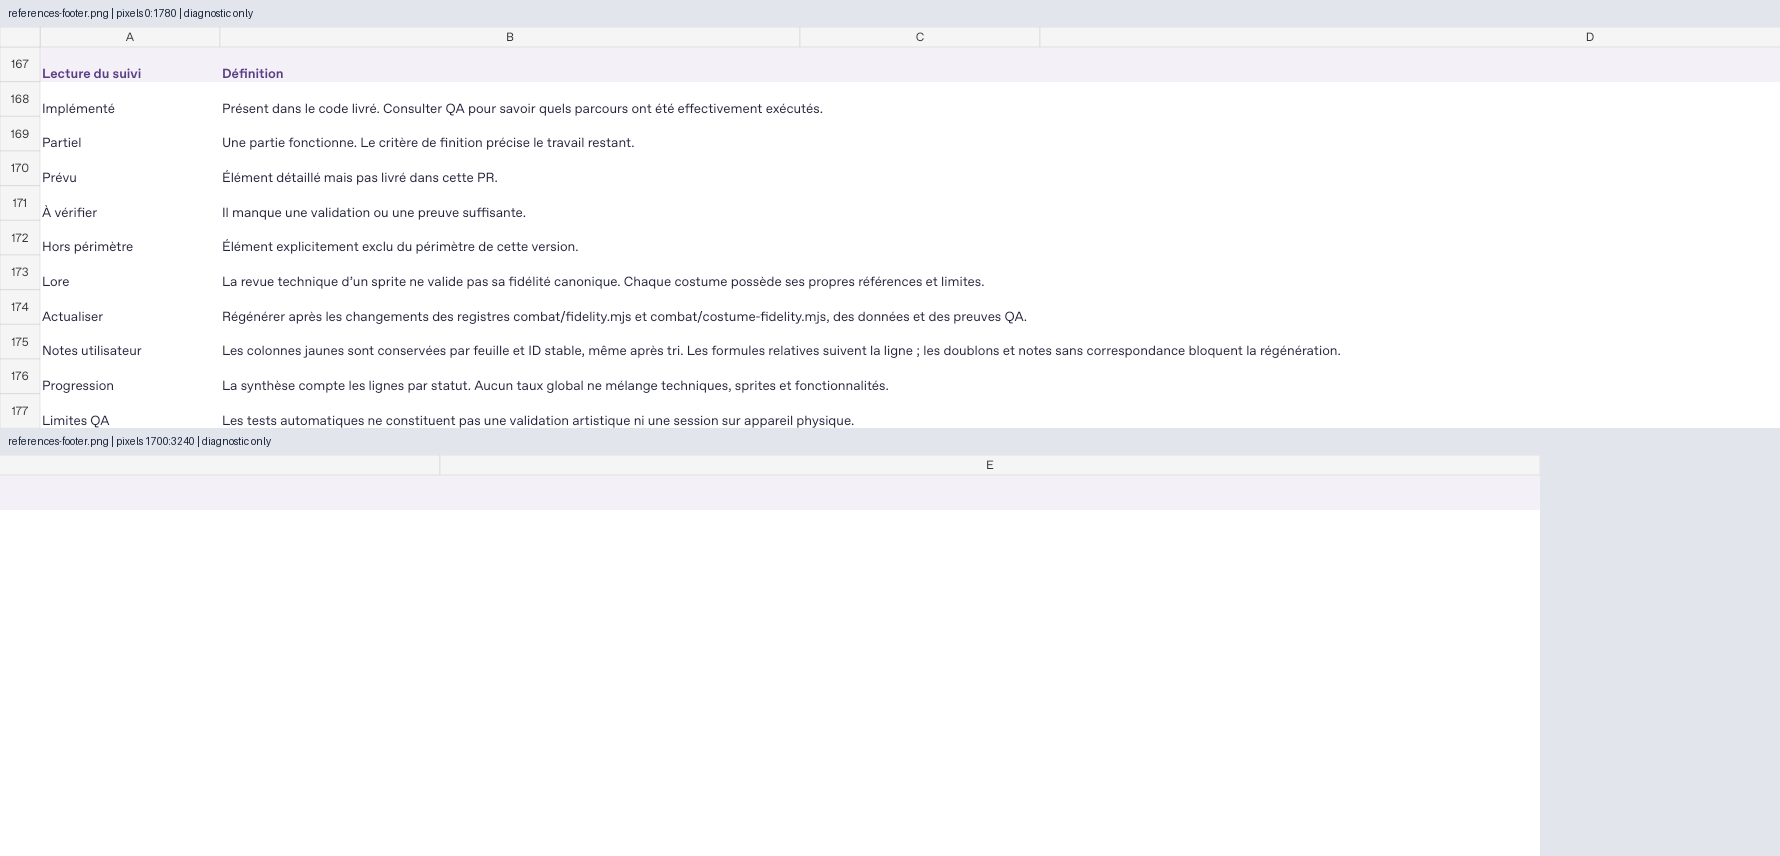 references-footer.png | pixels 0:1780 | diagnostic only
A B C D
167 Lecture du suivi Définition
168 Implémenté Présent dans le code livré. Consulter QA pour savoir quels parcours ont été effectivement exécutés.
169 Partiel Une partie fonctionne. Le critère de finition précise le travail restant.
170 Prévu Élément détaillé mais pas livré dans cette PR.
171 À vérifier Il manque une validation ou une preuve suffisante.
172 Hors périmètre Élément explicitement exclu du périmètre de cette version.
173 Lore La revue technique d’un sprite ne valide pas sa fidélité canonique. Chaque costume possède ses propres références et limites.
174 Actualiser Régénérer après les changements des registres combat/fidelity.mjs et combat/costume-fidelity.mjs, des données et des preuves QA.
175 Notes utilisateur Les colonnes jaunes sont conservées par feuille et ID stable, même après tri. Les formules relatives suivent la ligne ; les doublons et notes sans correspondance bloquent la régénération.
176 Progression La synthèse compte les lignes par statut. Aucun taux global ne mélange techniques, sprites et fonctionnalités.
177 Limites QA Les tests automatiques ne constituent pas une validation artistique ni une session sur appareil physique.
references-footer.png | pixels 1700:3240 | diagnostic only
E